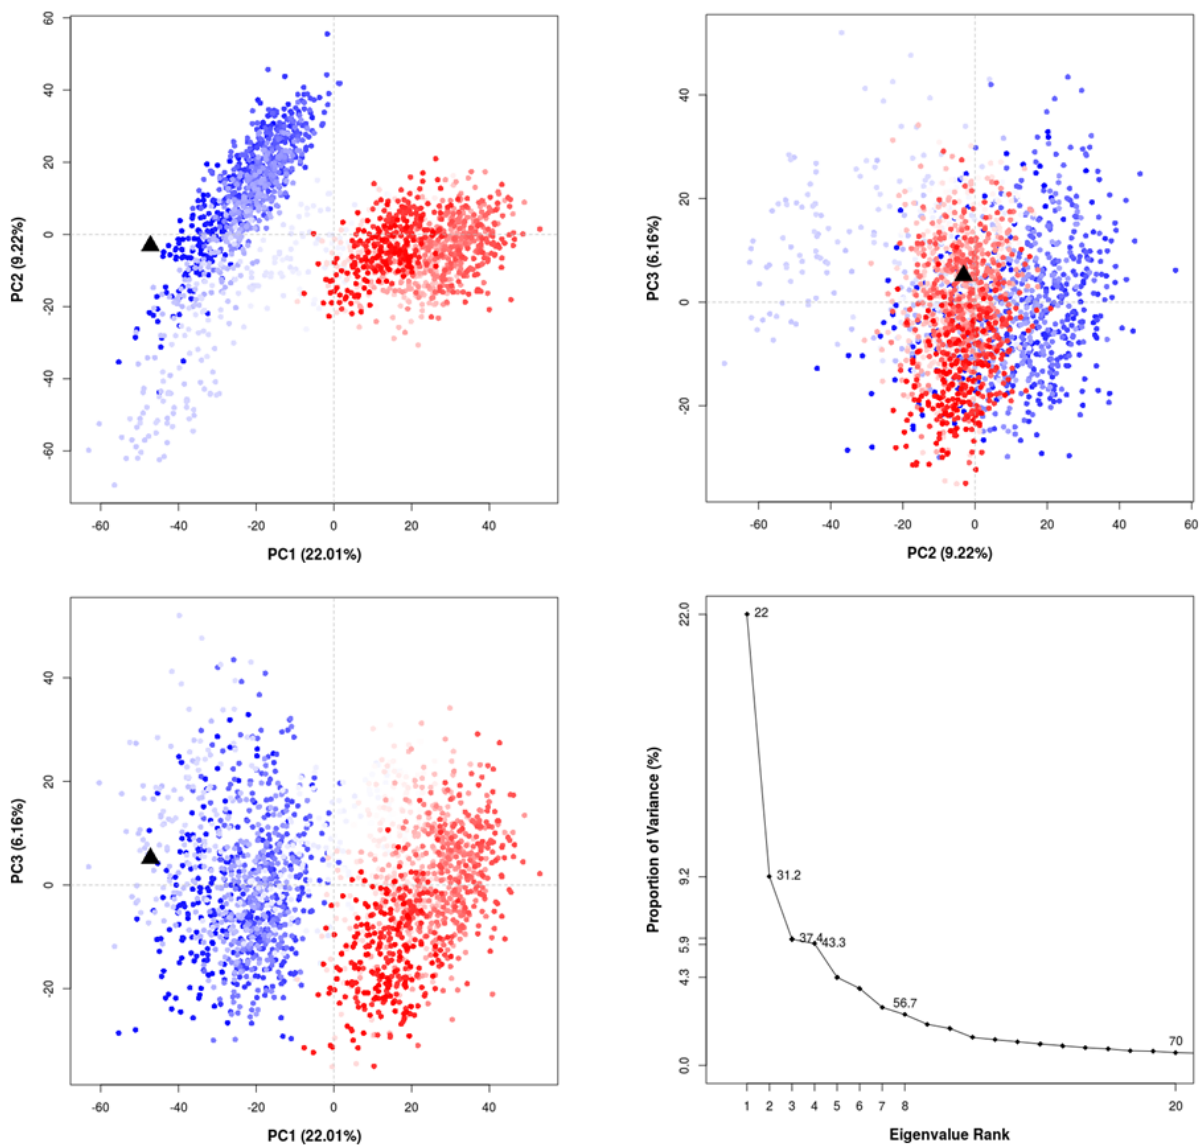 60
40
20
0
-20
-40
-60
PC2 (9.22%)
-60 -40 -20 0 20 40
PC1 (22.01%)
40
20
0
-20
PC3 (6.16%)
-60 -40 -20 0 20 40 60
PC2 (9.22%)
40
20
0
-20
PC3 (6.16%)
-60 -40 -20 0 20 40
PC1 (22.01%)
22.0
9.2
5.9
4.3
0.0
Proportion of Variance (%)
22
31.2
37.4
43.3
56.7
70
1 2 3 4 5 6 7 8 20
Eigenvalue Rank